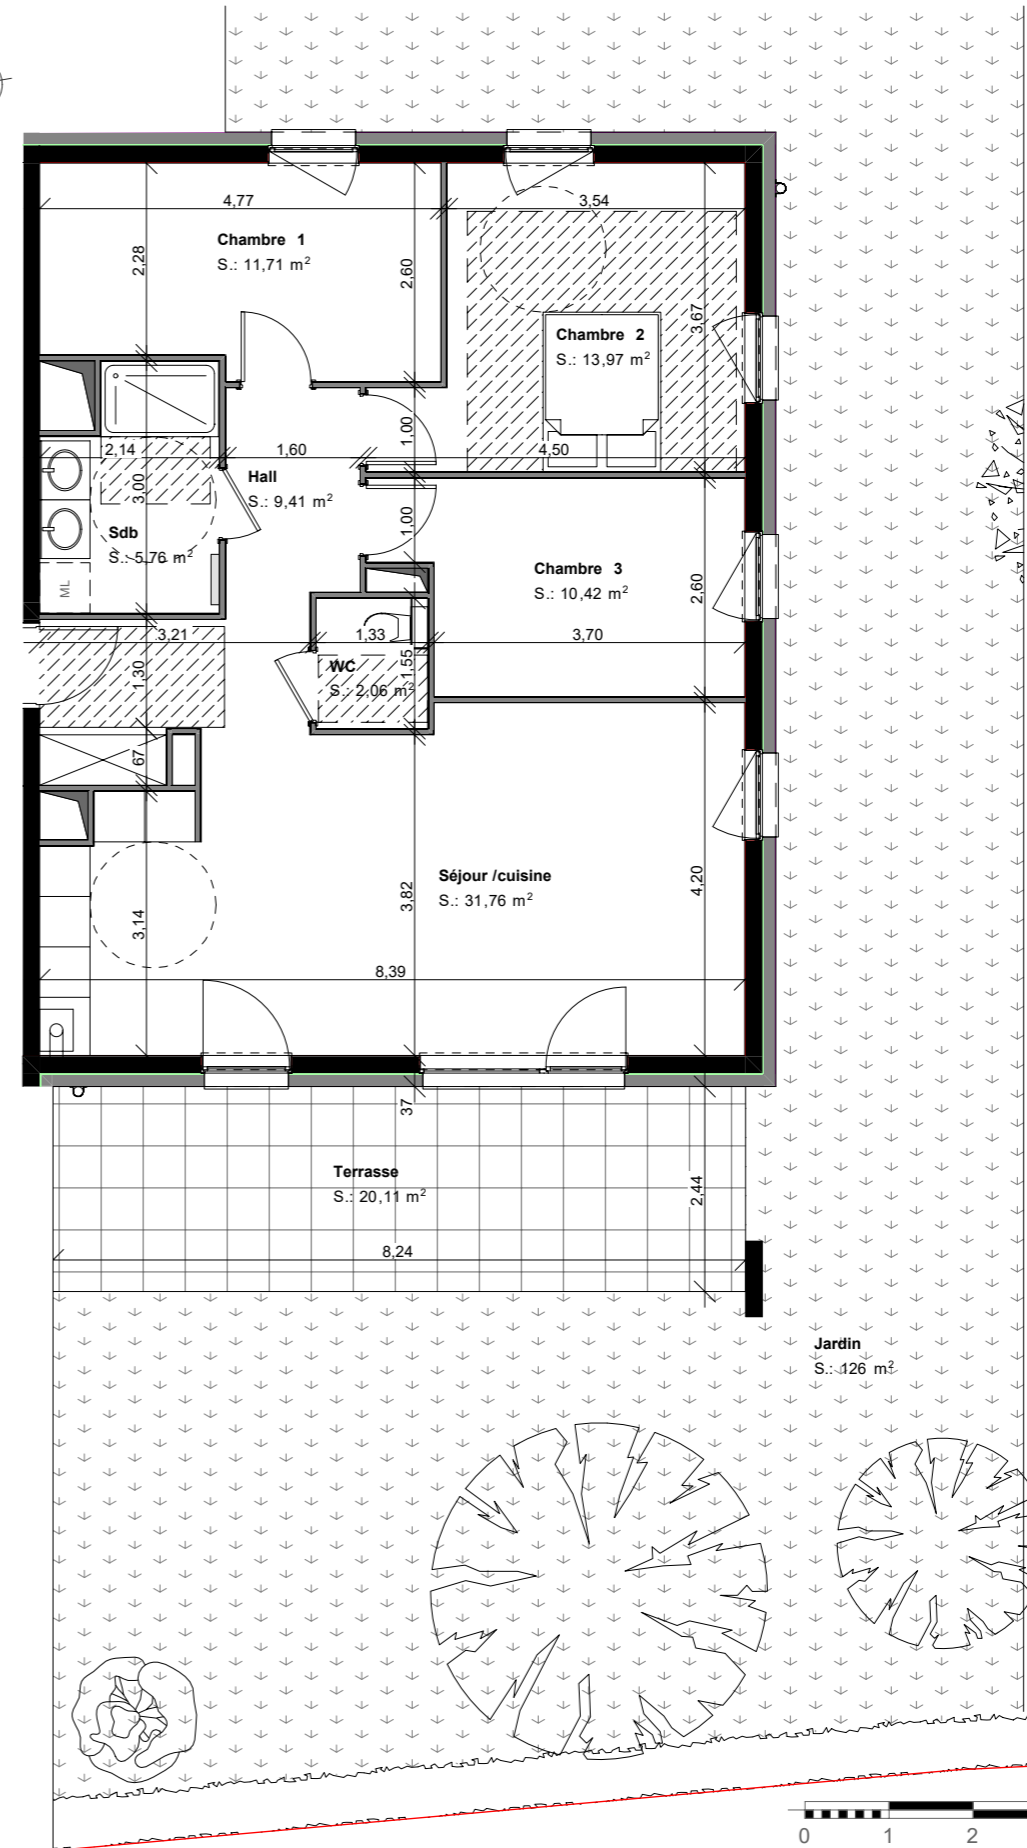 4,77
3,54
Chambre 1
S.: 11,71 m²
2,28
2,60
Chambre 2
S.: 13,97 m²
3,67
1,00
2,14
1,60
4,50
Hall
S.: 9,41 m²
3,00
Sdb
S.: 5,76 m²
1,00
ML
Chambre 3
S.: 10,42 m²
2,60
3,21
1,33
3,70
WC
S.: 2,06 m²
1,55
1,30
67
Séjour /cuisine
S.: 31,76 m²
3,82
4,20
3,14
8,39
37
Terrasse
S.: 20,11 m²
2,44
8,24
Jardin
S.: 126 m²
0 1 2